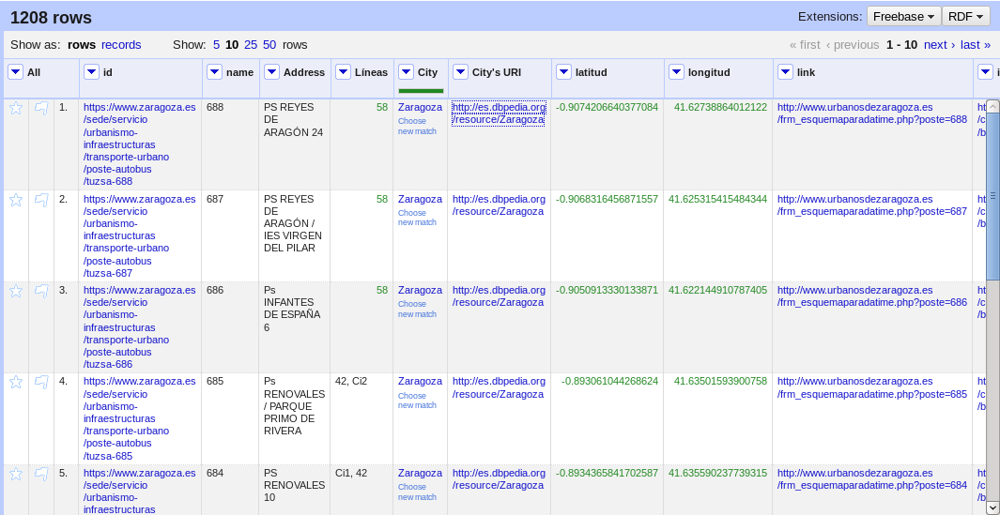 1208 rows
Extensions: Freebase RDF
Show as: rows records Show: 5 10 25 50 rows « first ‹ previous 1 - 10 next › last »
All id name Address Líneas City City's URI latitud longitud link i
1. https://www.zaragoza.es 688 PS REYES 58 Zaragoza http://es.dbpedia.org -0.9074206640377084 41.62738864012122 http://www.urbanosdezaragoza.es ht
/sede/servicio DE Choose /resource/Zaragoza /frm_esquemaparadatime.php?poste=688 /c
/urbanismo- ARAGÓN 24 new match /b
infraestructuras
/transporte-urbano
/poste-autobus
/tuzsa-688
2. https://www.zaragoza.es 687 PS REYES 58 Zaragoza http://es.dbpedia.org -0.9068316456871557 41.625315415484344 http://www.urbanosdezaragoza.es ht
/sede/servicio DE Choose /resource/Zaragoza /frm_esquemaparadatime.php?poste=687 /c
/urbanismo- ARAGÓN / new match /b
infraestructuras IES VIRGEN
/transporte-urbano DEL PILAR
/poste-autobus
/tuzsa-687
3. https://www.zaragoza.es 686 Ps 58 Zaragoza http://es.dbpedia.org -0.9050913330133871 41.622144910787405 http://www.urbanosdezaragoza.es ht
/sede/servicio INFANTES Choose /resource/Zaragoza /frm_esquemaparadatime.php?poste=686 /c
/urbanismo- DE ESPAÑA new match /b
infraestructuras 6
/transporte-urbano
/poste-autobus
/tuzsa-686
4. https://www.zaragoza.es 685 Ps 42, Ci2 Zaragoza http://es.dbpedia.org -0.893061044268624 41.63501593900758 http://www.urbanosdezaragoza.es ht
/sede/servicio RENOVALES Choose /resource/Zaragoza /frm_esquemaparadatime.php?poste=685 /c
/urbanismo- / PARQUE new match /b
infraestructuras PRIMO DE
/transporte-urbano RIVERA
/poste-autobus
/tuzsa-685
5. https://www.zaragoza.es 684 PS Ci1, 42 Zaragoza http://es.dbpedia.org -0.8934365841702587 41.635590237739315 http://www.urbanosdezaragoza.es ht
/sede/servicio RENOVALES Choose /resource/Zaragoza /frm_esquemaparadatime.php?poste=684 /c
/urbanismo- 10 new match /b
infraestructuras